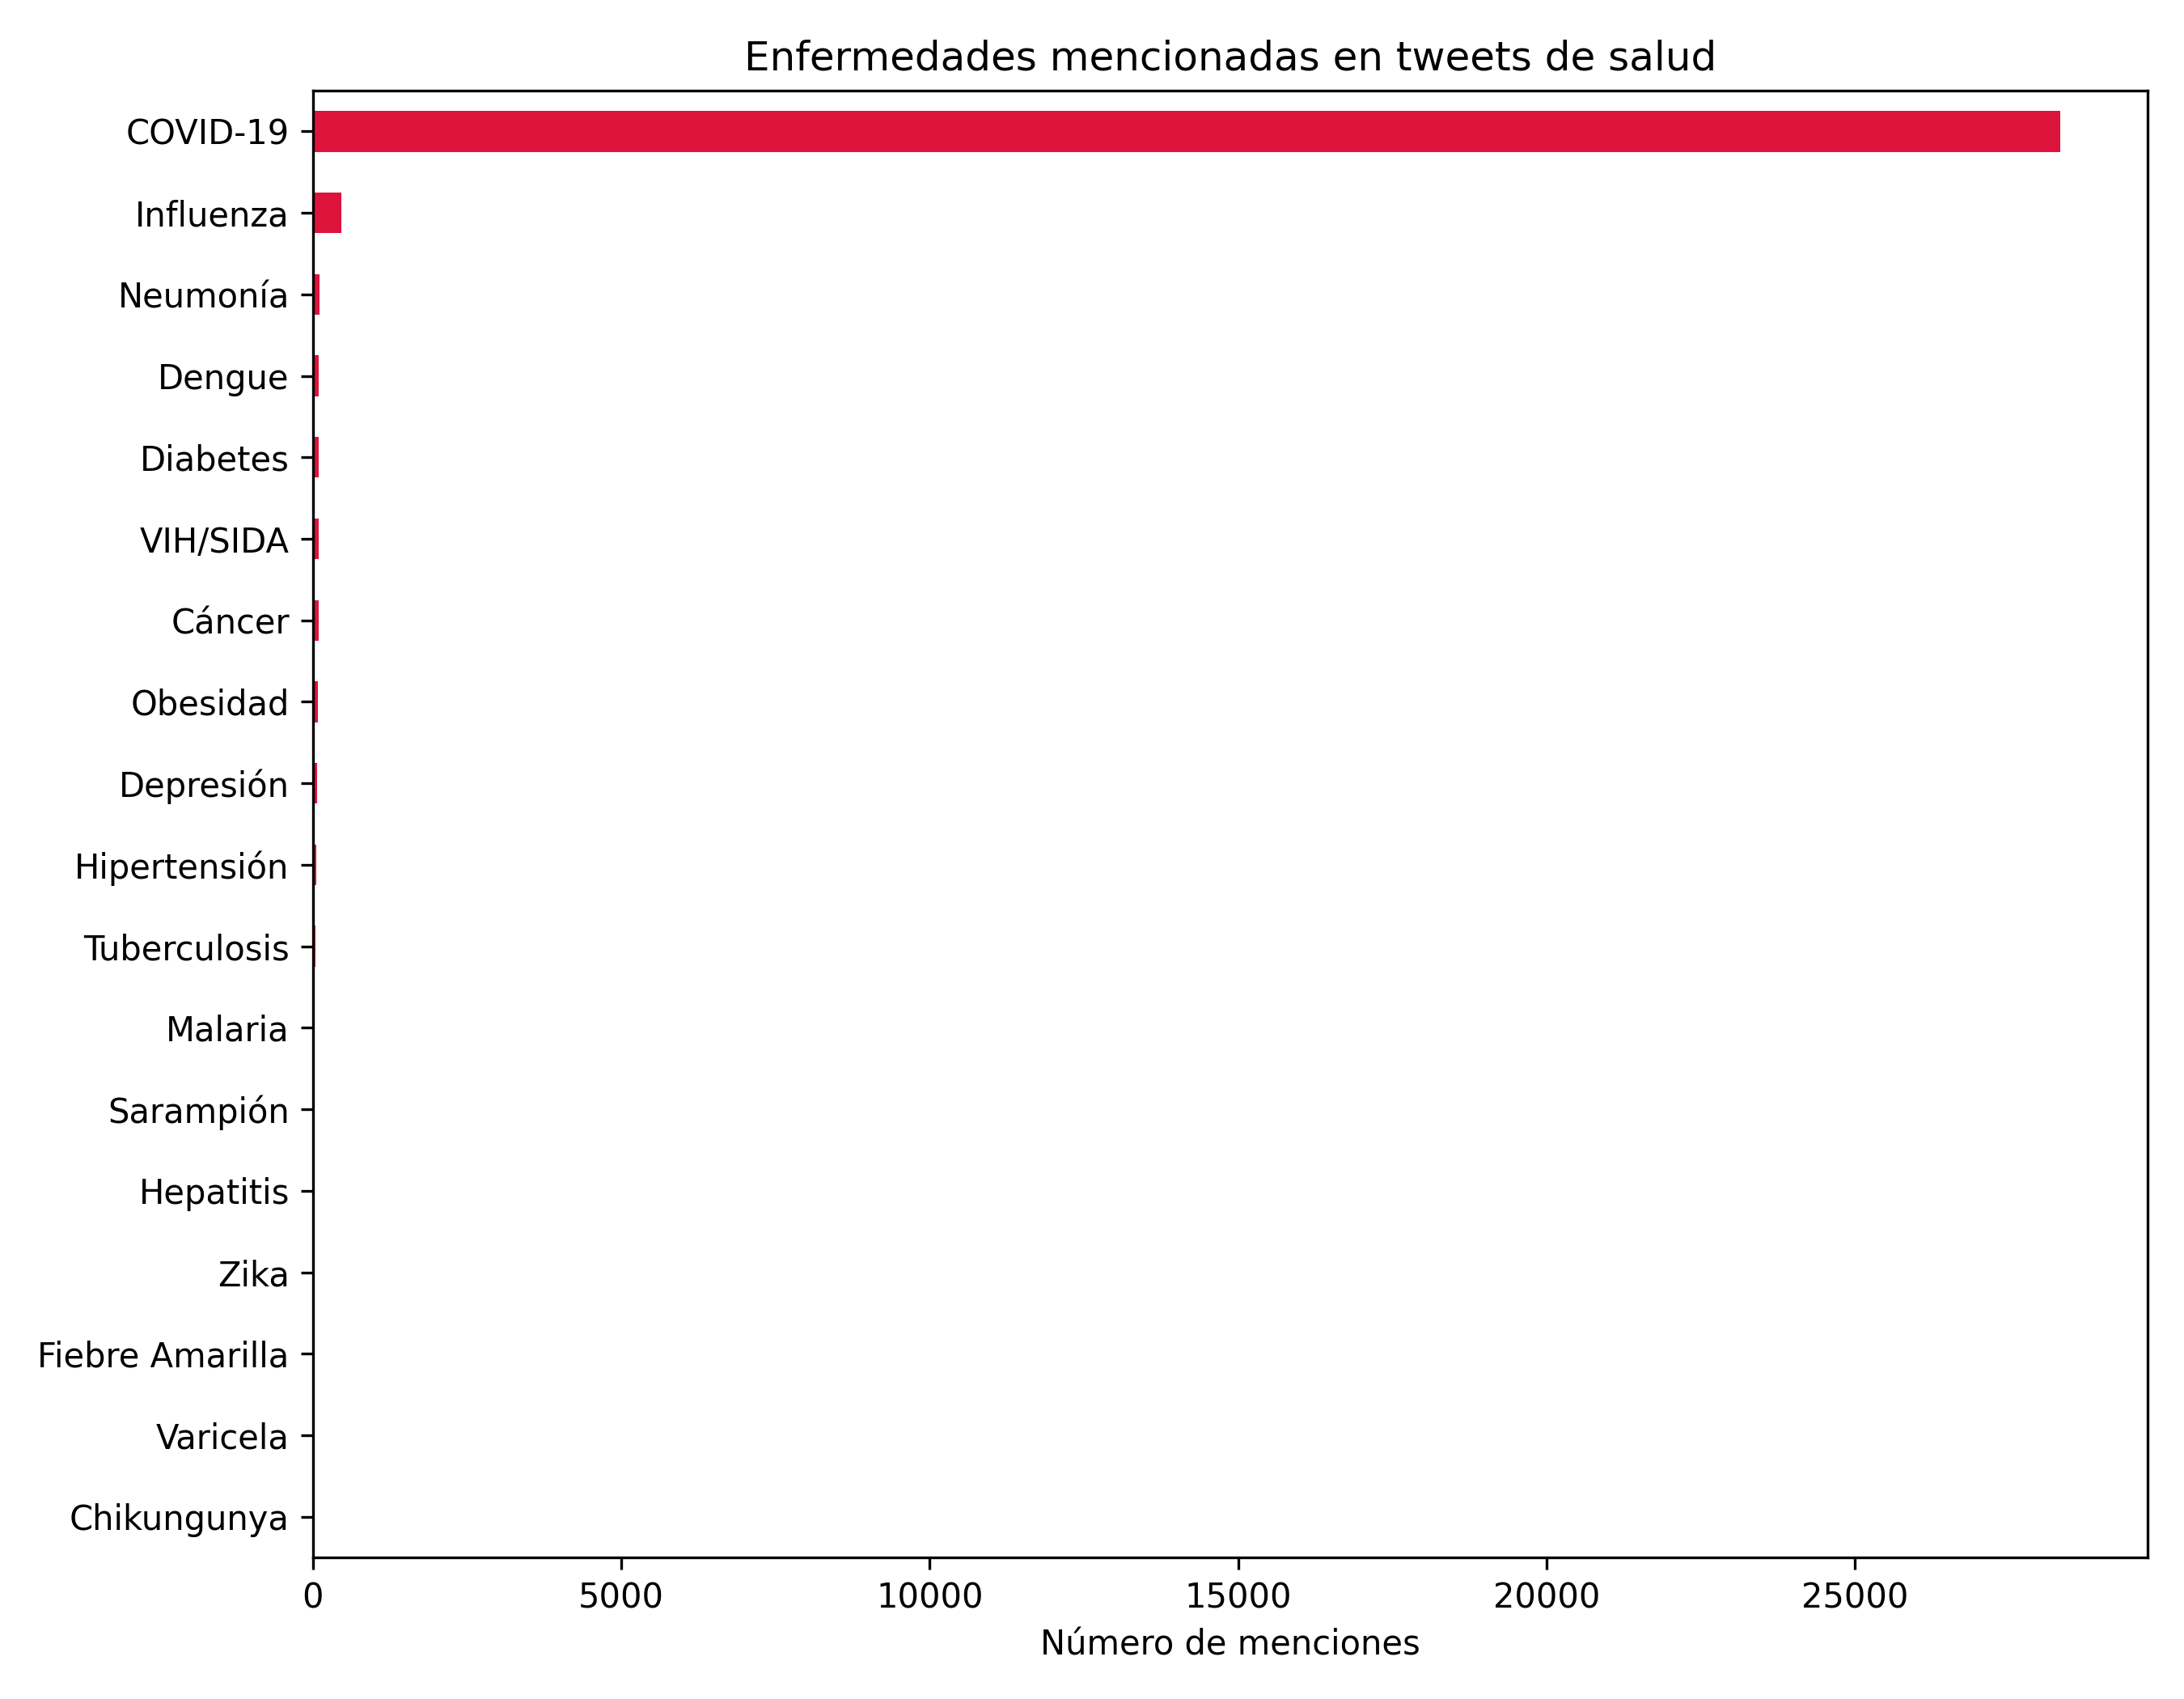 Enfermedades mencionadas en tweets de salud
COVID-19
Influenza
Neumonía
Dengue
Diabetes
VIH/SIDA
Cáncer
Obesidad
Depresión
Hipertensión
Tuberculosis
Malaria
Sarampión
Hepatitis
Zika
Fiebre Amarilla
Varicela
Chikungunya
0 5000 10000 15000 20000 25000
Número de menciones